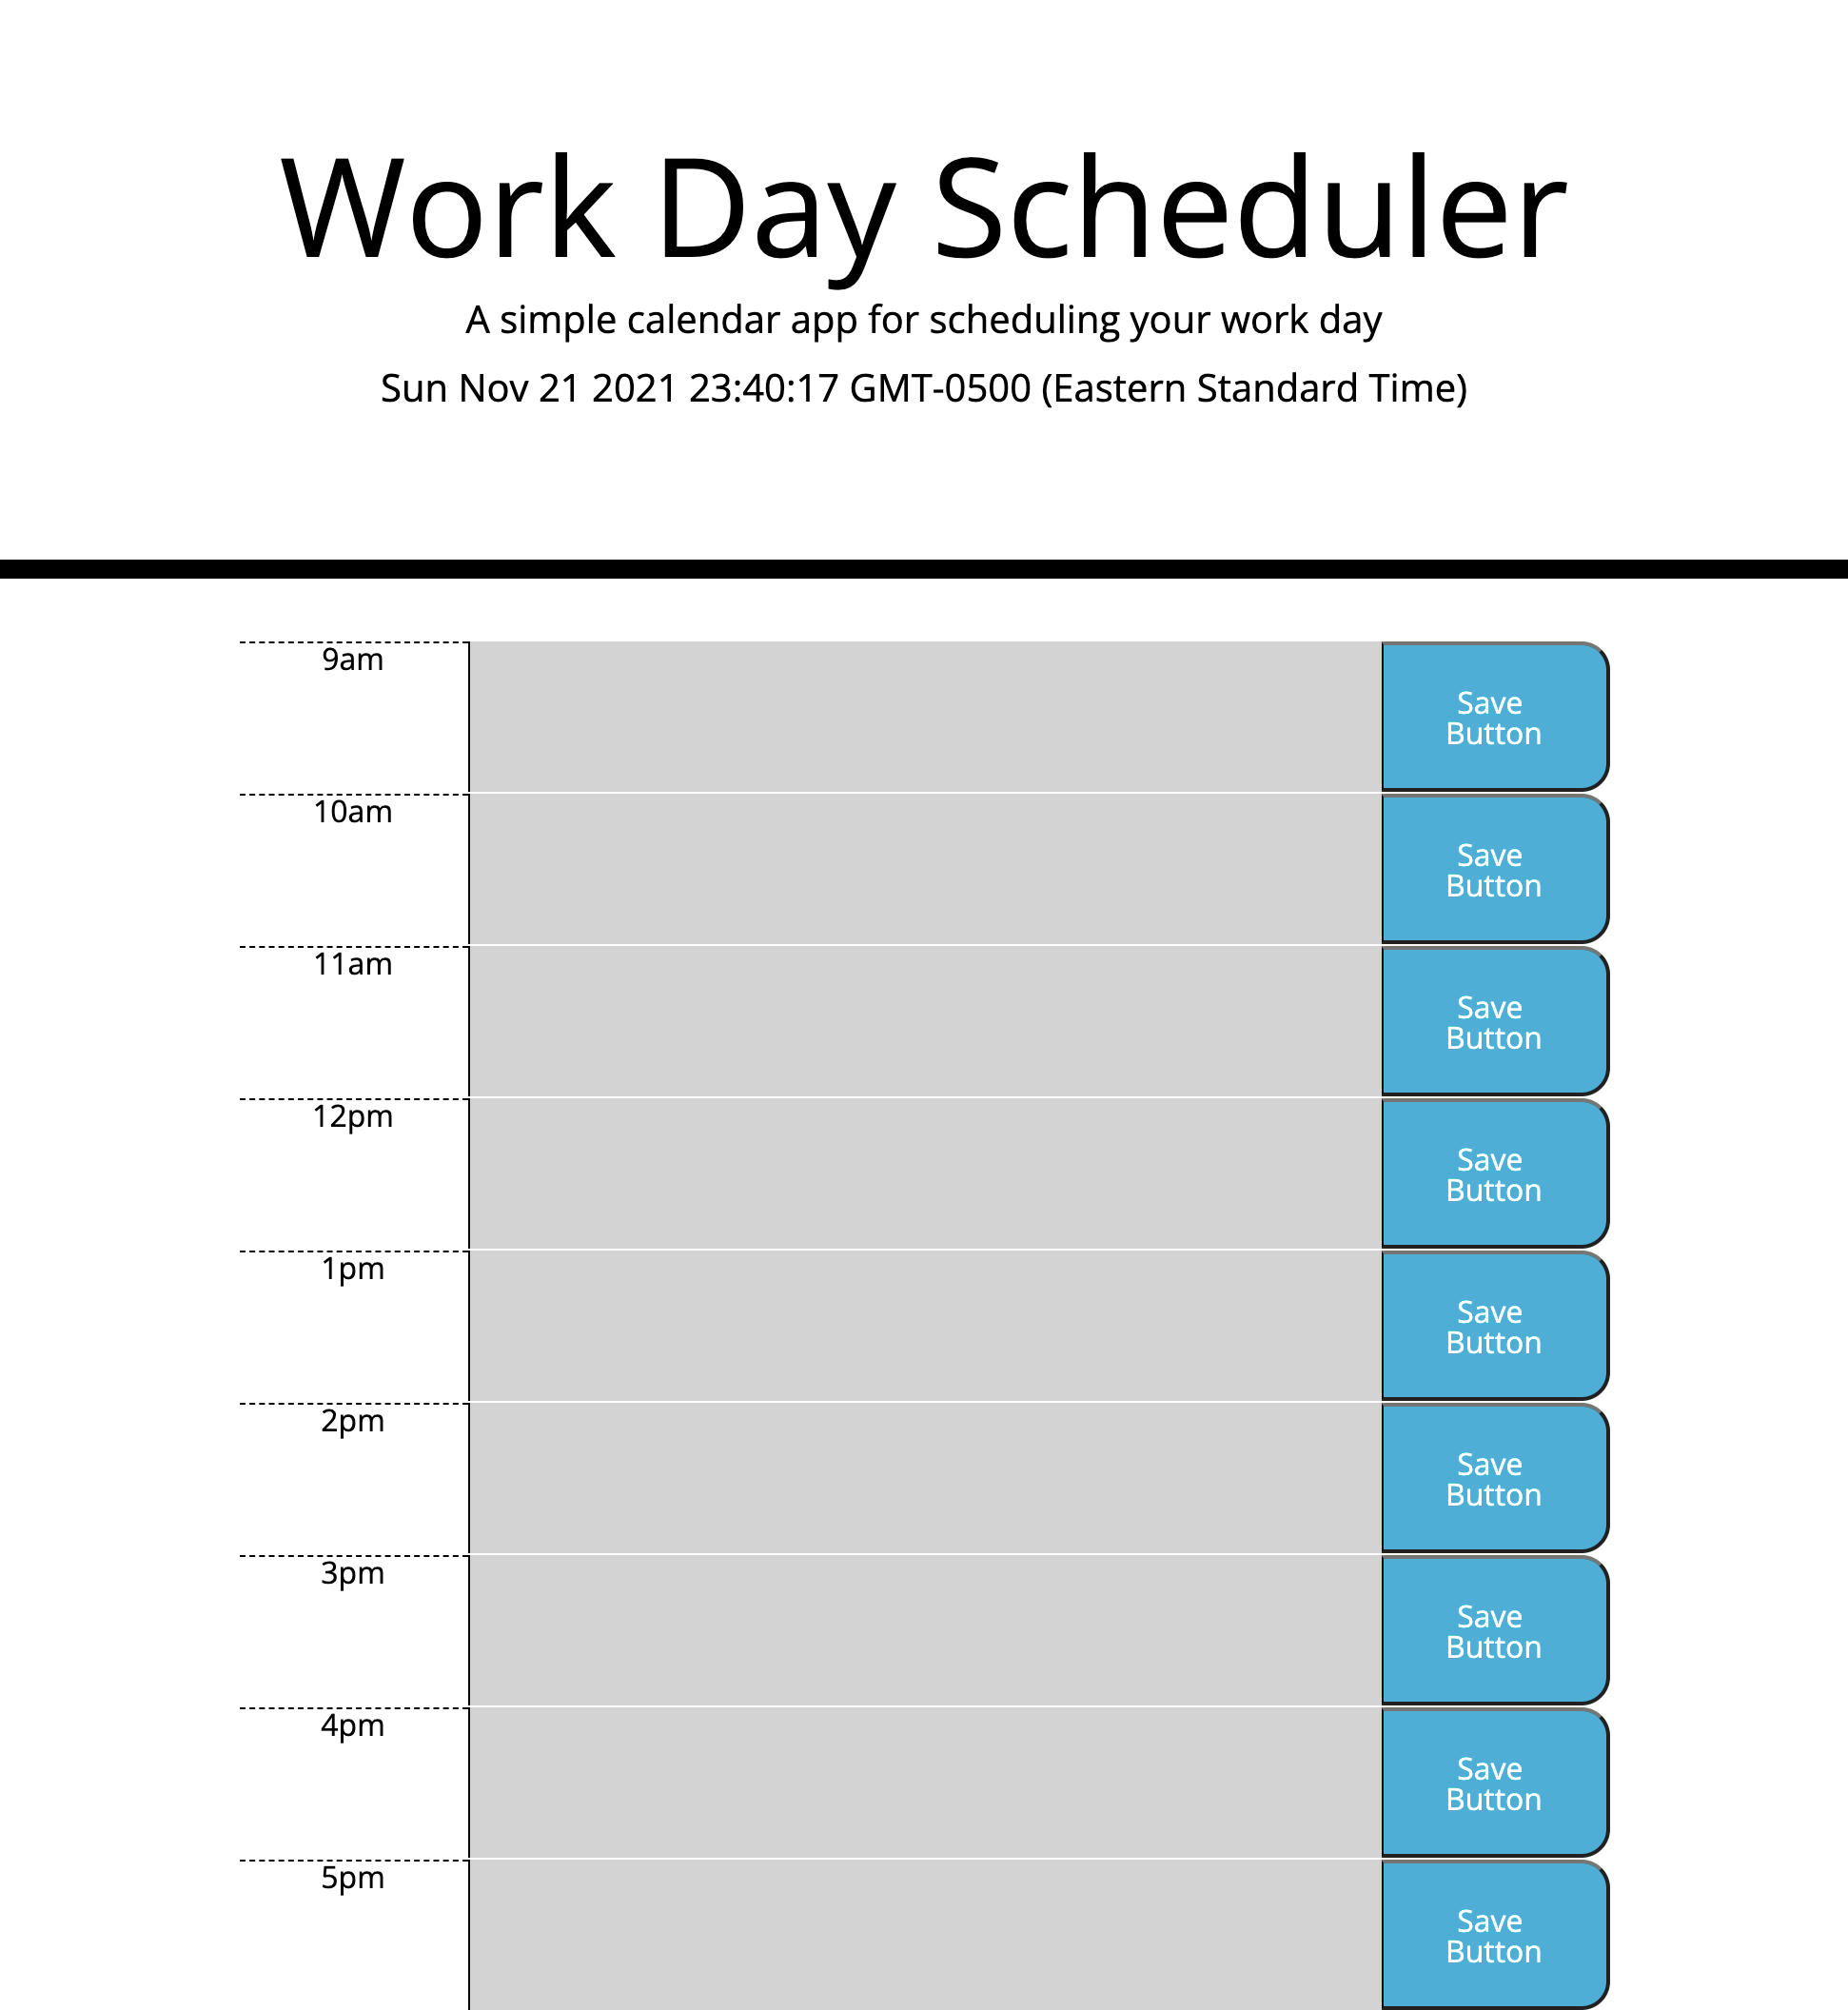 Work Day Scheduler
A simple calendar app for scheduling your work day
Sun Nov 21 2021 23:40:17 GMT-0500 (Eastern Standard Time)
9am
Save
Button
10am
Save
Button
11am
Save
Button
12pm
Save
Button
1pm
Save
Button
2pm
Save
Button
3pm
Save
Button
4pm
Save
Button
5pm
Save
Button